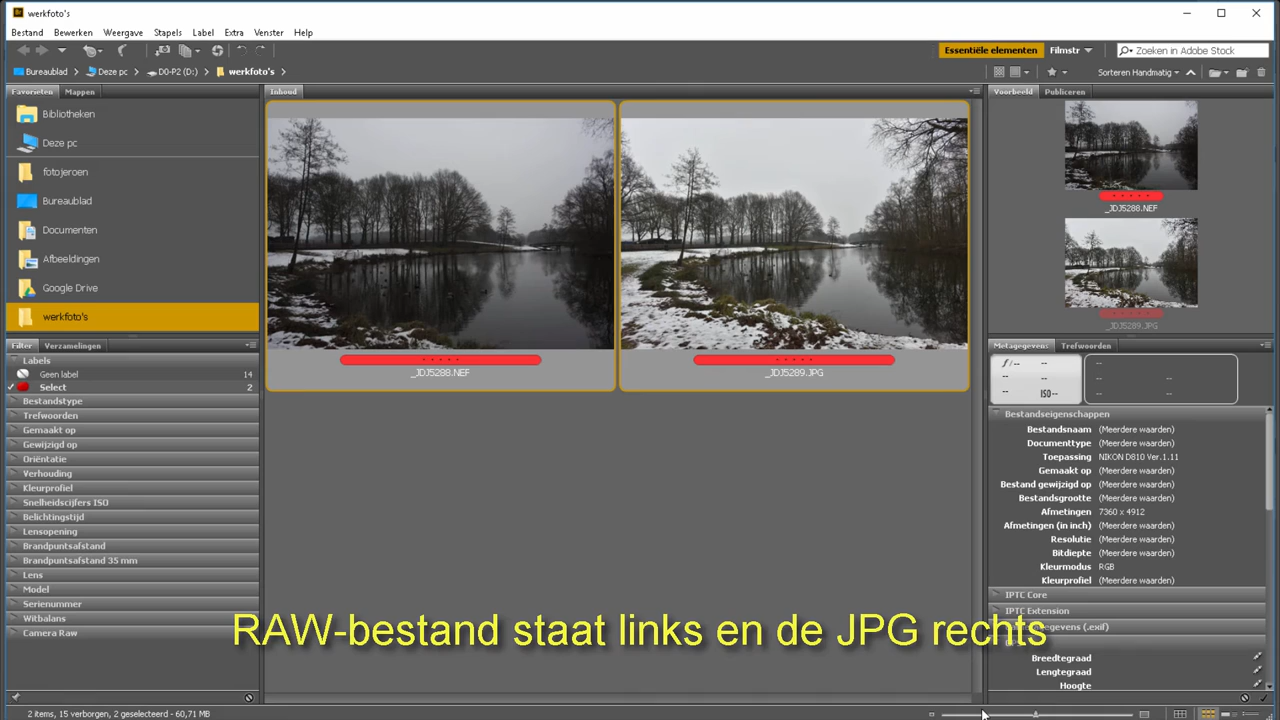 werkfoto's
Bestand Bewerken Weergave Stapels Label Extra Venster Help
Essentiële elementen Filmstr Zoeken in Adobe Stock
Bureaublad Deze pc D0-P2 (D:) werkfoto's Sorteren Handmatig
Favorieten Mappen
Bibliotheken
Deze pc
fotojeroen
Bureaublad
Documenten
Afbeeldingen
Google Drive
werkfoto's
Filter Verzamelingen
Labels
Geen label 14
Select 2
Bestandstype
Trefwoorden
Gemaakt op
Gewijzigd op
Oriëntatie
Verhouding
Kleurprofiel
Snelheidscijfers ISO
Belichtingstijd
Lensopening
Brandpuntsafstand
Brandpuntsafstand 35 mm
Lens
Model
Serienummer
Witbalans
Camera Raw
Inhoud
_JDJ5288.NEF
_JDJ5289.JPG
Voorbeeld Publiceren
_JDJ5288.NEF
_JDJ5289.JPG
Metagegevens Trefwoorden
ƒ/-- --
-- --
-- ISO--
--
-- --
-- --
Bestandseigenschappen
Bestandsnaam (Meerdere waarden)
Documenttype (Meerdere waarden)
Toepassing NIKON D810 Ver.1.11
Gemaakt op (Meerdere waarden)
Bestand gewijzigd op (Meerdere waarden)
Bestandsgrootte (Meerdere waarden)
Afmetingen 7360 x 4912
Afmetingen (in inch) (Meerdere waarden)
Resolutie (Meerdere waarden)
Bitdiepte (Meerdere waarden)
Kleurmodus RGB
Kleurprofiel (Meerdere waarden)
IPTC Core
IPTC Extension
(.exif)
Breedtegraad
Lengtegraad
Hoogte
RAW-bestand staat links en de JPG rechts
2 items, 15 verborgen, 2 geselecteerd - 60,71 MB